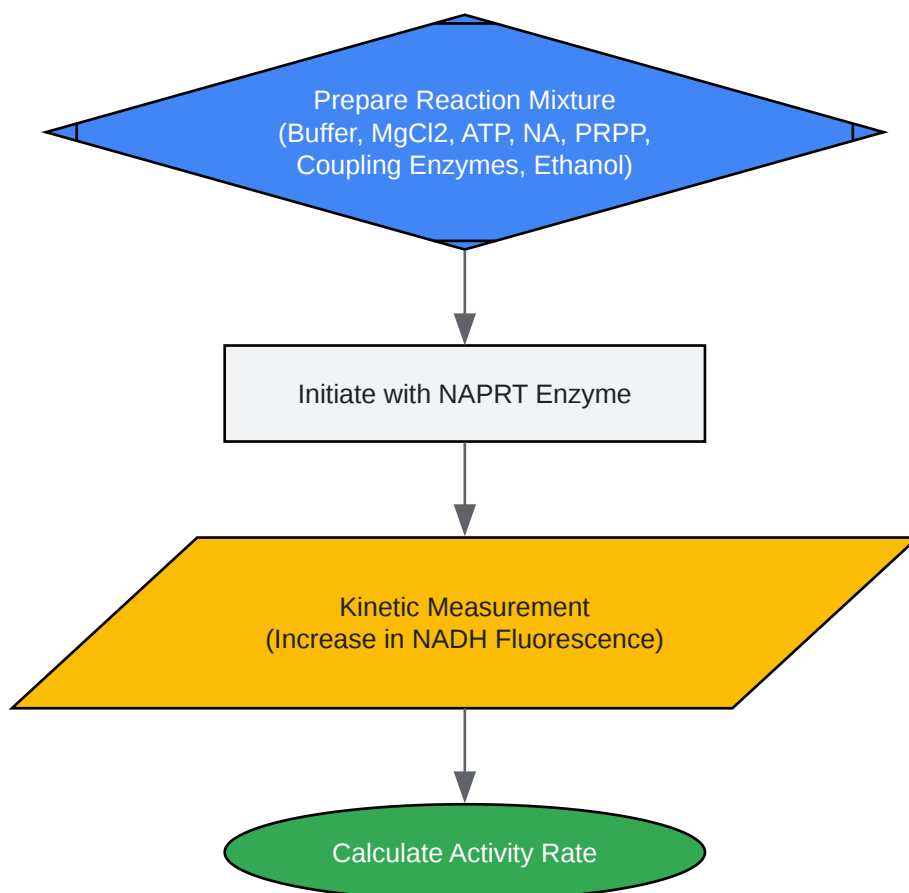 Prepare Reaction Mixture
(Buffer, MgCl2, ATP, NA, PRPP,
Coupling Enzymes, Ethanol)
Initiate with NAPRT Enzyme
Kinetic Measurement
(Increase in NADH Fluorescence)
Calculate Activity Rate